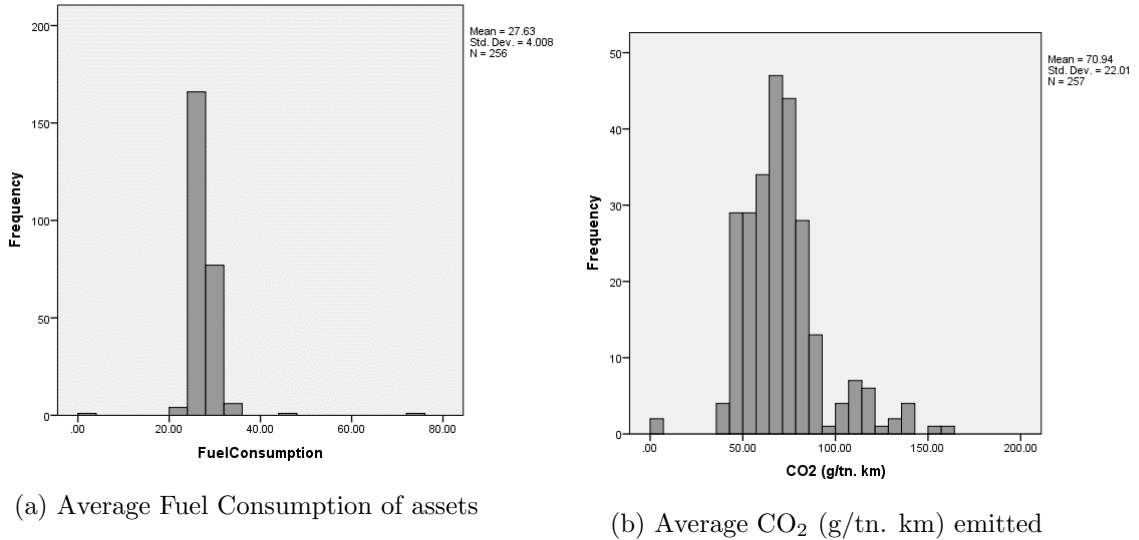 200
150
100
50
0
Frequency
.00 20.00 40.00 60.00 80.00
FuelConsumption
Mean = 27.63
Std. Dev. = 4.008
N = 256
(a) Average Fuel Consumption of assets
50
40
30
20
10
0
Frequency
.00 50.00 100.00 150.00 200.00
CO2 (g/tn. km)
Mean = 70.94
Std. Dev. = 22.01
N = 257
(b) Average CO₂ (g/tn. km) emitted